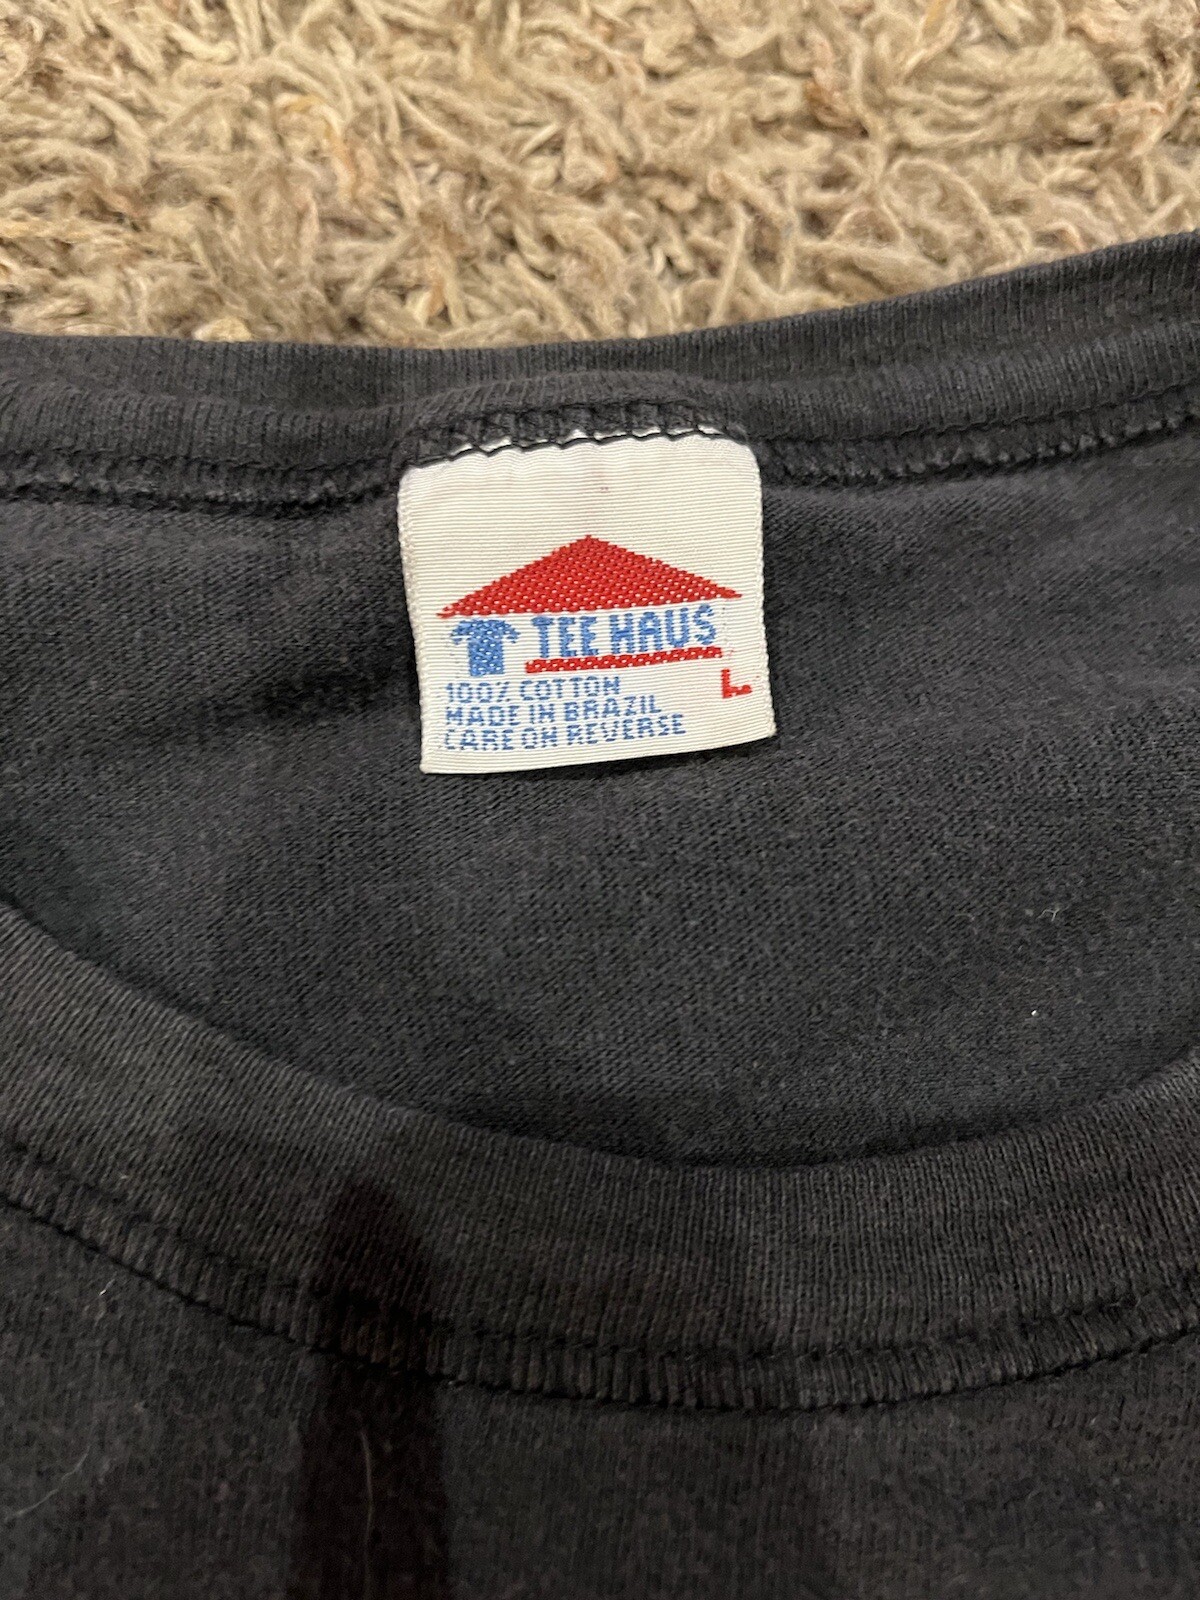 TEE HAUS
L
100% COTTON
MADE IN BRAZIL
CARE ON REVERSE